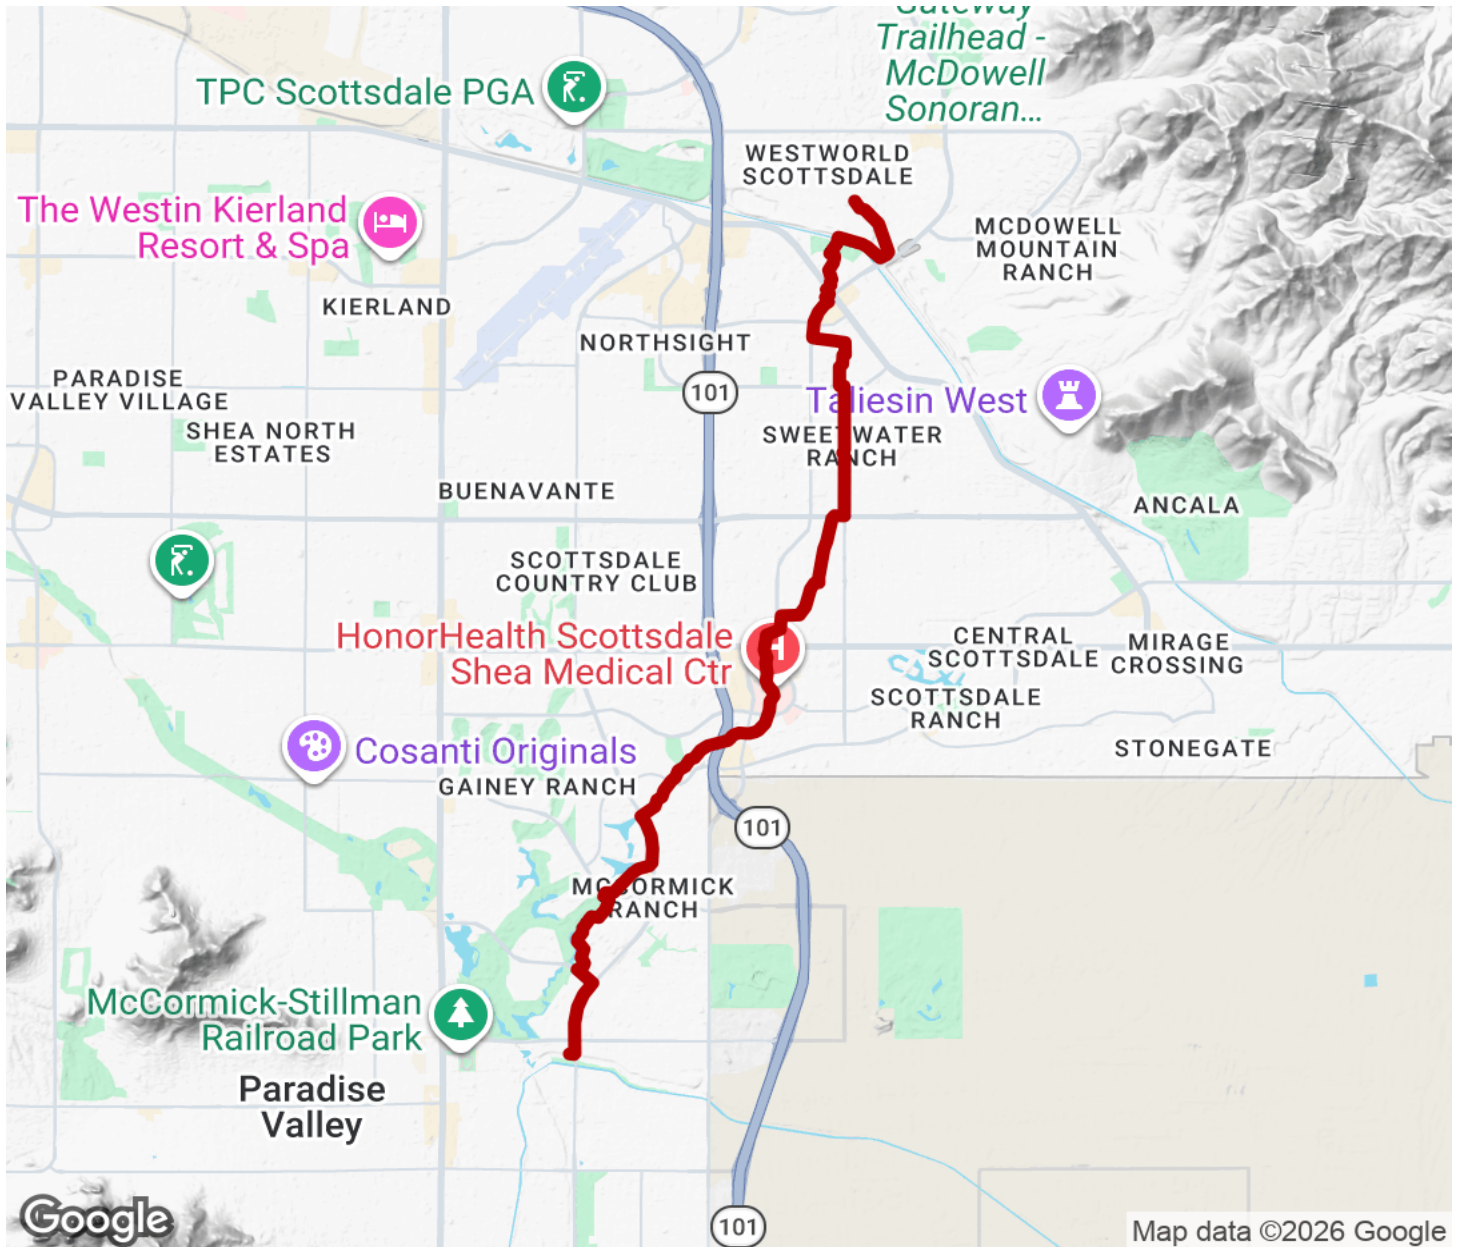 Gateway
Trailhead -
McDowell
Sonoran...
TPC Scottsdale PGA
WESTWORLD
SCOTTSDALE
The Westin Kierland
Resort & Spa
MCDOWELL
MOUNTAIN
RANCH
KIERLAND
NORTHSIGHT
PARADISE
VALLEY VILLAGE
101
Taliesin West
SHEA NORTH
ESTATES
SWEETWATER
RANCH
BUENAVANTE
ANCALA
SCOTTSDALE
COUNTRY CLUB
HonorHealth Scottsdale
Shea Medical Ctr
CENTRAL
SCOTTSDALE
MIRAGE
CROSSING
SCOTTSDALE
RANCH
Cosanti Originals
STONEGATE
GAINEY RANCH
101
MCCORMICK
RANCH
McCormick-Stillman
Railroad Park
Paradise
Valley
Google
101
Map data ©2026 Google